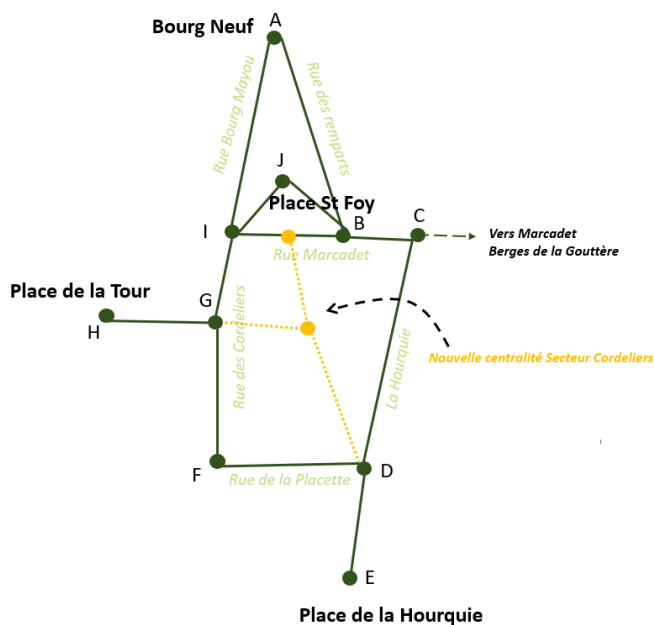 A
Bourg Neuf
Rue Bourg Mayou
Rue des remparts
J
Place St Foy
I
B
C
Rue Marcadet
Vers Marcadet
Berges de la Gouttère
Place de la Tour
H
G
Rue des Cordeliers
La Hourquie
Nouvelle centralité Secteur Cordeliers
F
D
Rue de la Placette
E
Place de la Hourquie